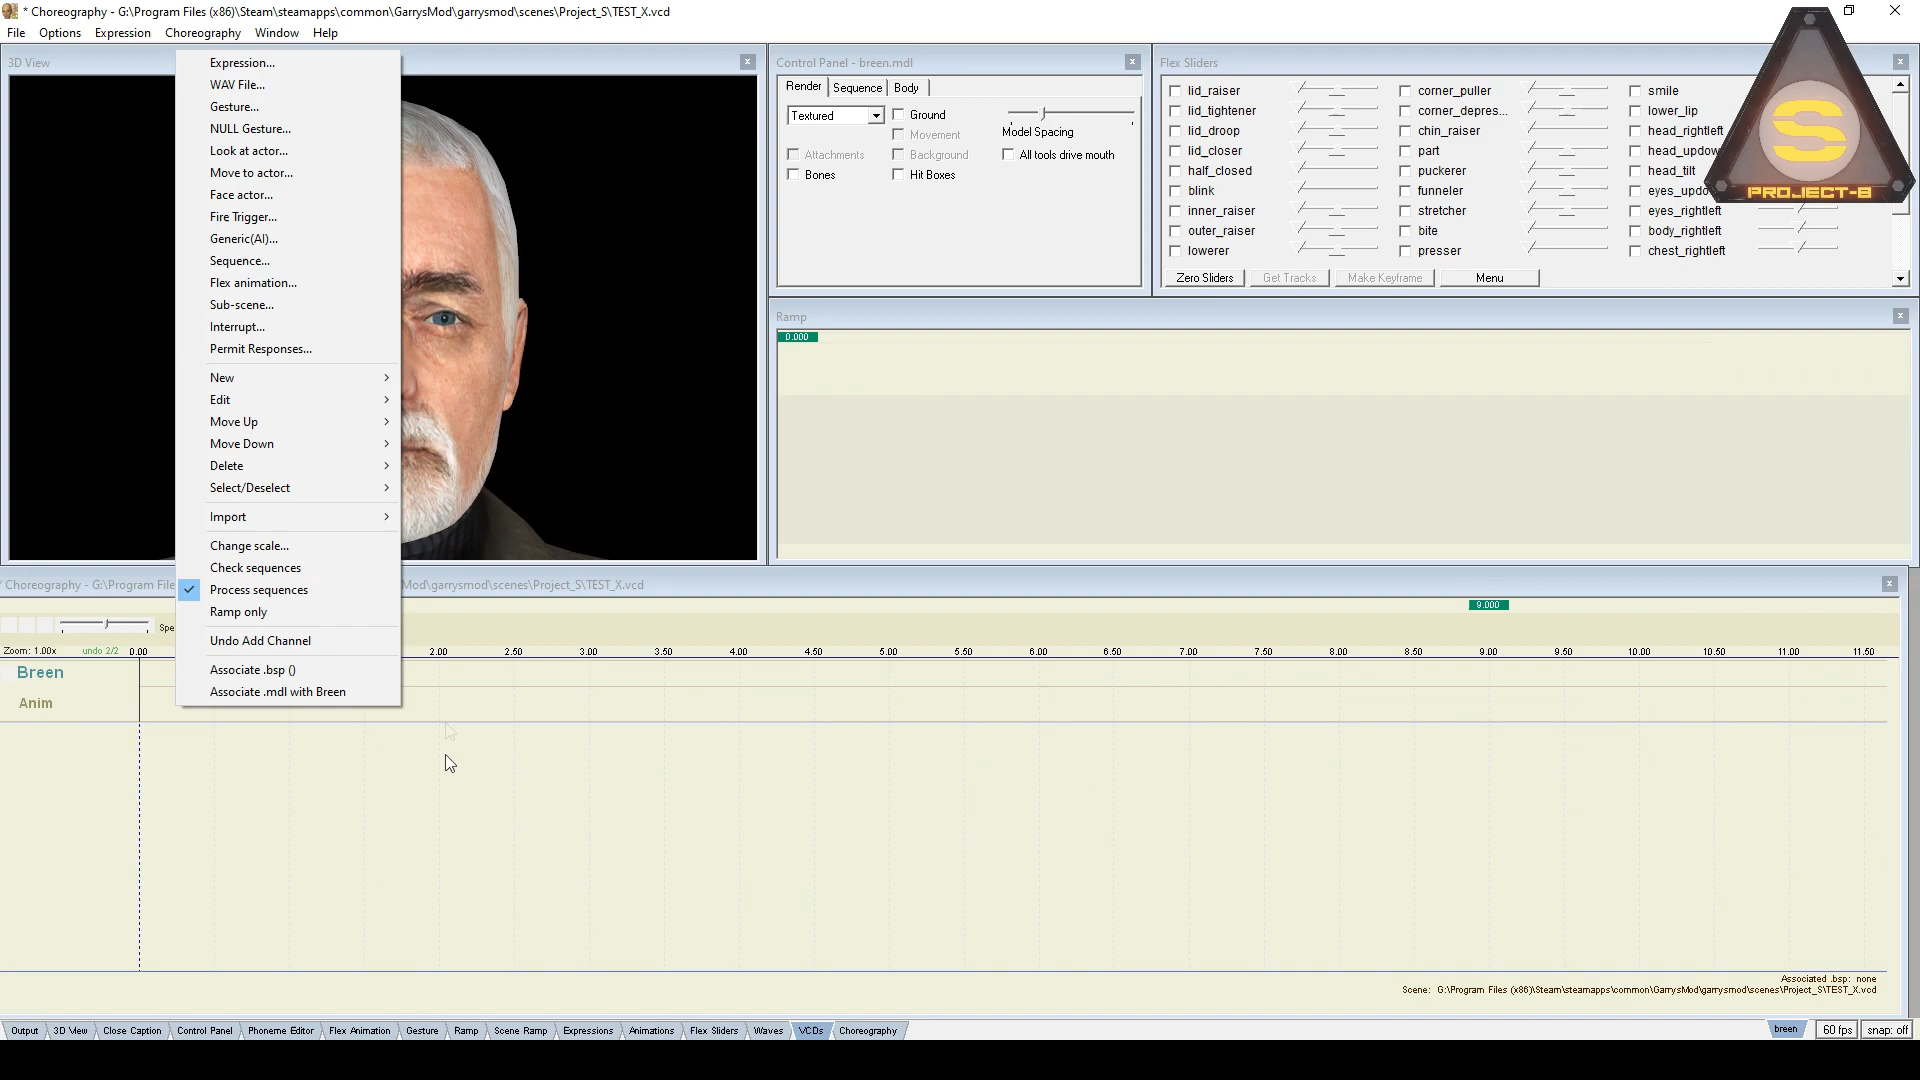 * Choreography - G:\Program Files (x86)\Steam\steamapps\common\GarrysMod\garrysmod\scenes\Project_S\TEST_X.vcd
File Options Expression Choreography Window Help
3D View
Expression...
WAV File...
Gesture...
NULL Gesture...
Look at actor...
Move to actor...
Face actor...
Fire Trigger...
Generic(AI)...
Sequence...
Flex animation...
Sub-scene...
Interrupt...
Permit Responses...
New
Edit
Move Up
Move Down
Delete
Select/Deselect
Import
Change scale...
Check sequences
Process sequences
Ramp only
Undo Add Channel
Associate .bsp ()
Associate .mdl with Breen
Control Panel - breen.mdl
Render Sequence Body
Textured Ground
Movement Model Spacing
Attachments Background All tools drive mouth
Bones Hit Boxes
Flex Sliders
lid_raiser corner_puller smile
lid_tightener corner_depres... lower_lip
lid_droop chin_raiser head_rightleft
lid_closer part head_updow
half_closed puckerer head_tilt
blink funneler eyes_updo
inner_raiser stretcher eyes_rightleft
outer_raiser bite body_rightleft
lowerer presser chest_rightleft
Zero Sliders Get Tracks Make Keyframe Menu
S
PROJECT-S
Ramp
0.000
* Choreography - G:\Program File
Mod\garrysmod\scenes\Project_S\TEST_X.vcd
9.000
Spe
Zoom: 1.00x undo 2/2 0.00 2.00 2.50 3.00 3.50 4.00 4.50 5.00 5.50 6.00 6.50 7.00 7.50 8.00 8.50 9.00 9.50 10.00 10.50 11.00 11.50
Breen
Anim
Associated .bsp: none
Scene: G:\Program Files (x86)\Steam\steamapps\common\GarrysMod\garrysmod\scenes\Project_S\TEST_X.vcd
Output 3D View Close Caption Control Panel Phoneme Editor Flex Animation Gesture Ramp Scene Ramp Expressions Animations Flex Sliders Waves VCDs Choreography breen 60 fps snap: off